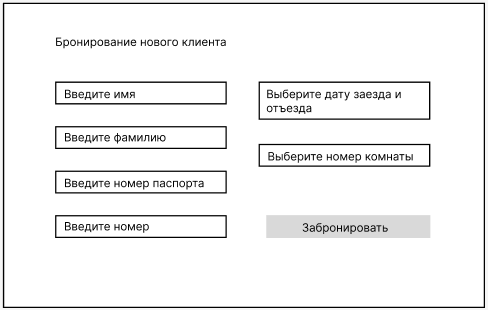 Бронирование нового клиента
Введите имя
Введите фамилию
Введите номер паспорта
Введите номер
Выберите дату заезда и
отъезда
Выберите номер комнаты
Забронировать